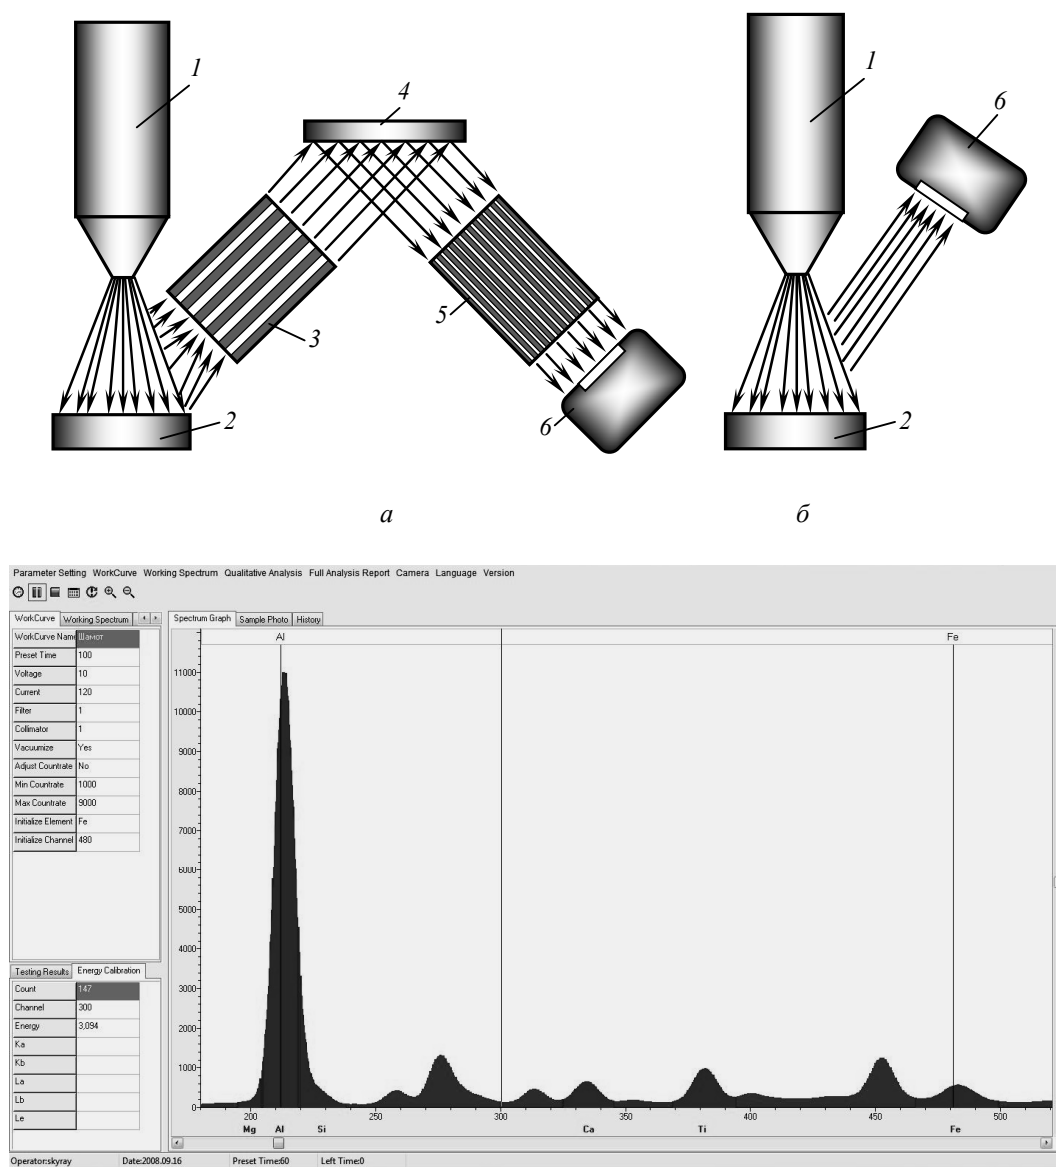 1
2
3
4
5
6
1
2
6
а
б
Parameter Setting WorkCurve Working Spectrum Qualitative Analysis Full Analysis Report Camera Language Version
WorkCurve Working Spectrum
WorkCurve Nam Шамот
Preset Time 100
Voltage 10
Current 120
Filter 1
Collimator 1
Vacuumize Yes
Adjust Countrate No
Min Countrate 1000
Max Countrate 9000
Initialize Element Fe
Initialize Channel 480
Testing Results Energy Calibration
Count 147
Channel 300
Energy 3,094
Ka
Kb
La
Lb
Le
Spectrum Graph Sample Photo History
Al Fe
11000
10000
9000
8000
7000
6000
5000
4000
3000
2000
1000
0
200 250 300 350 400 450 500
Mg Al Si Ca Ti Fe
Operator:skyray Date:2008.09.16 Preset Time:60 Left Time:0